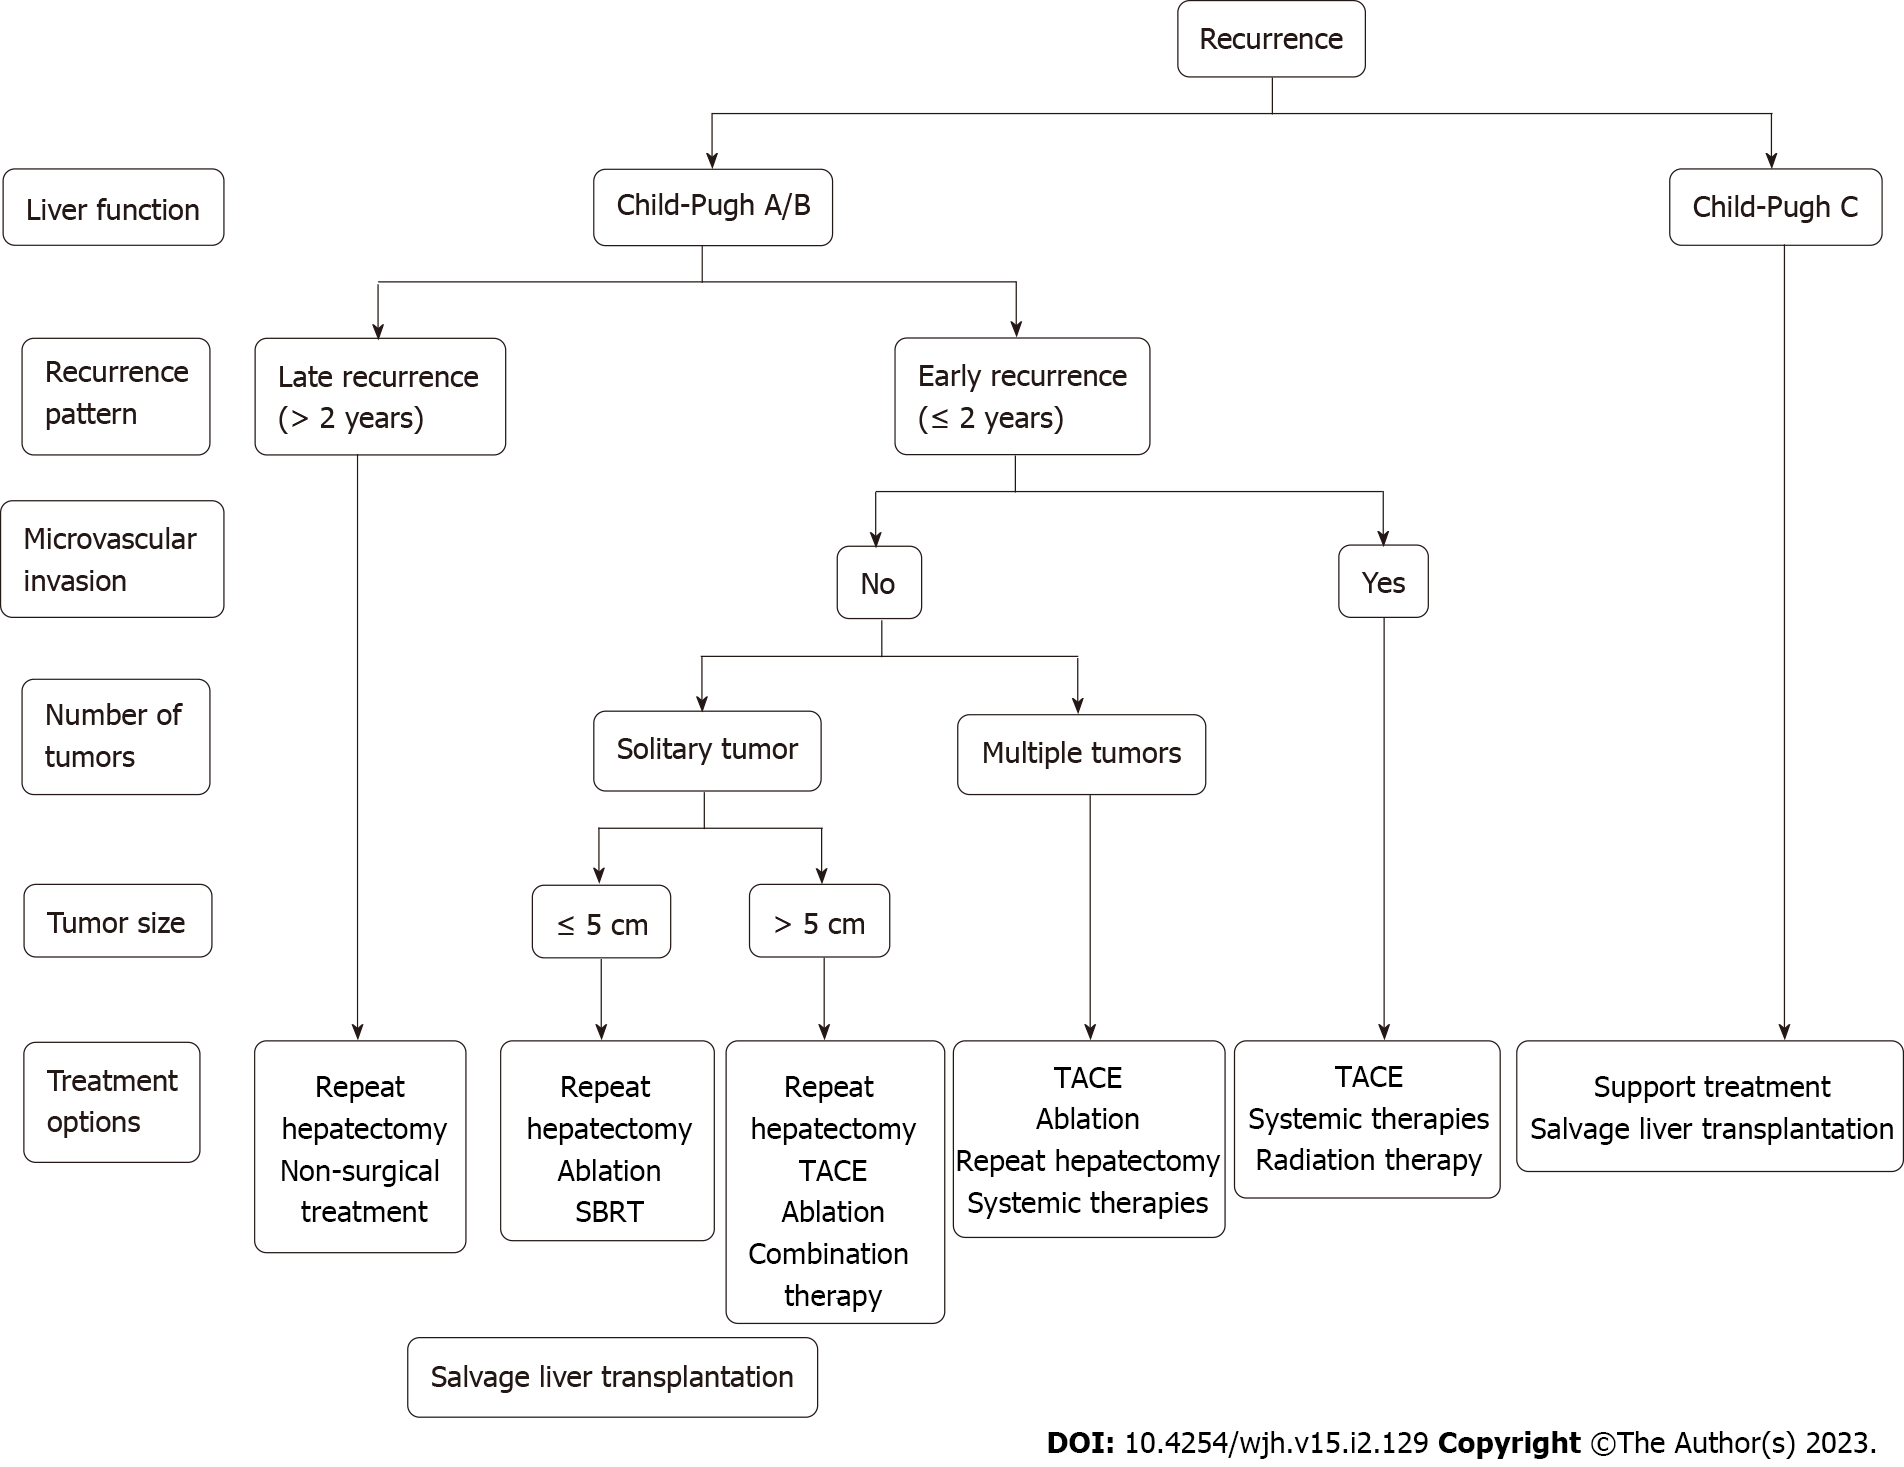 Recurrence
Liver function
Child-Pugh A/B
Child-Pugh C
Recurrence
pattern
Late recurrence
(> 2 years)
Early recurrence
(≤ 2 years)
Microvascular
invasion
No
Yes
Number of
tumors
Solitary tumor
Multiple tumors
Tumor size
≤ 5 cm
> 5 cm
Treatment
options
Repeat
hepatectomy
Non-surgical
treatment
Repeat
hepatectomy
Ablation
SBRT
Repeat
hepatectomy
TACE
Ablation
Combination
therapy
TACE
Ablation
Repeat hepatectomy
Systemic therapies
TACE
Systemic therapies
Radiation therapy
Support treatment
Salvage liver transplantation
Salvage liver transplantation
DOI: 10.4254/wjh.v15.i2.129 Copyright ©The Author(s) 2023.